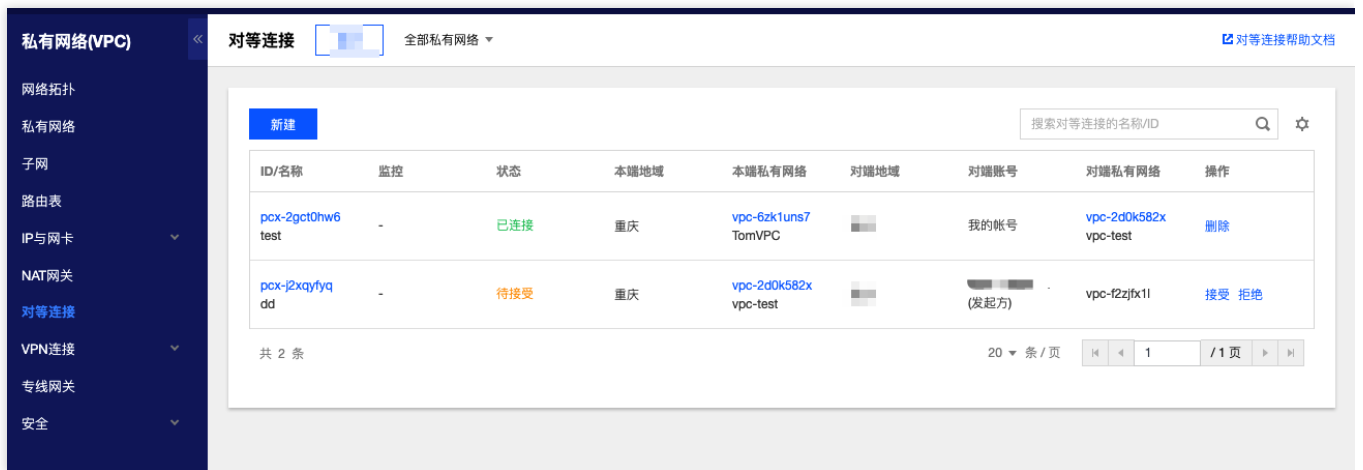 私有网络(VPC)
对等连接
全部私有网络
对等连接帮助文档
网络拓扑
私有网络
子网
路由表
IP与网卡
NAT网关
对等连接
VPN连接
专线网关
安全
新建
搜索对等连接的名称/ID
ID/名称 监控 状态 本端地域 本端私有网络 对端地域 对端账号 对端私有网络 操作
pcx-2gct0hw6 - 已连接 重庆 vpc-6zk1uns7 我的帐号 vpc-2d0k582x 删除
test TomVPC vpc-test
pcx-j2xqyfyq - 待接受 重庆 vpc-2d0k582x vpc-f2zjfx1l 接受 拒绝
dd vpc-test (发起方)
共 2 条 20 条 / 页 1 / 1 页